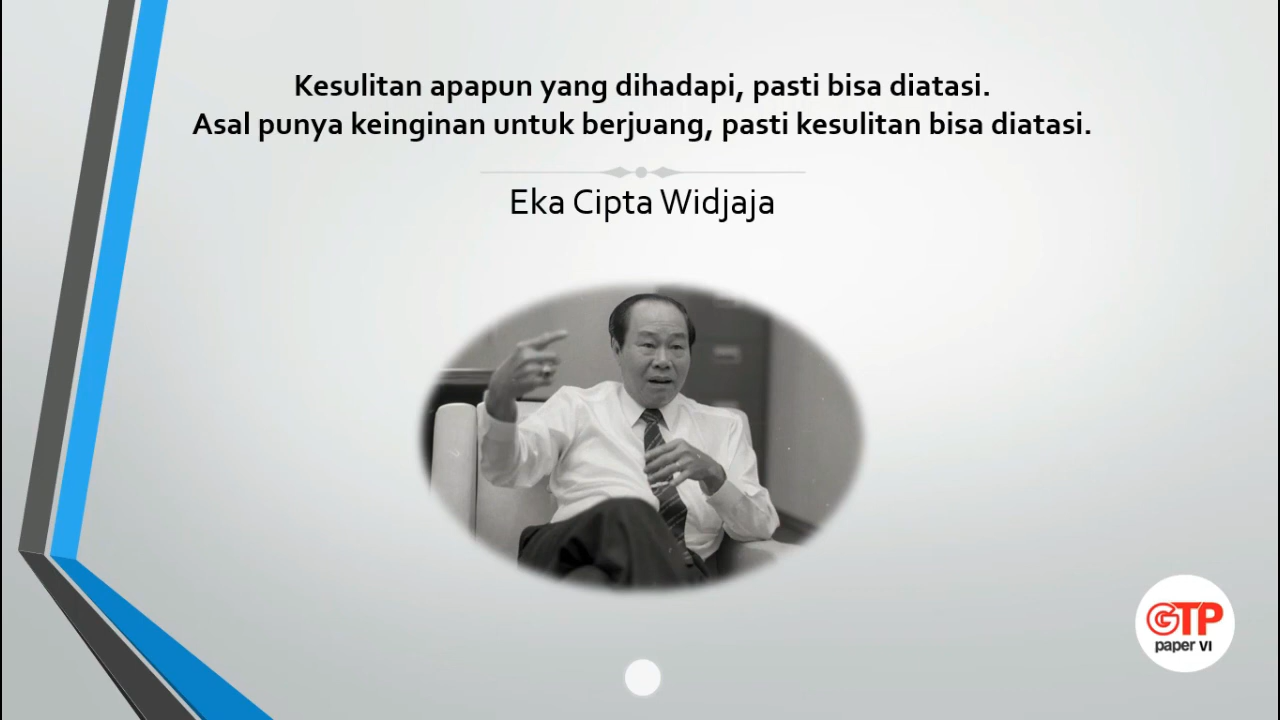 Kesulitan apapun yang dihadapi, pasti bisa diatasi.
Asal punya keinginan untuk berjuang, pasti kesulitan bisa diatasi.
Eka Cipta Widjaja
GTP
paper VI